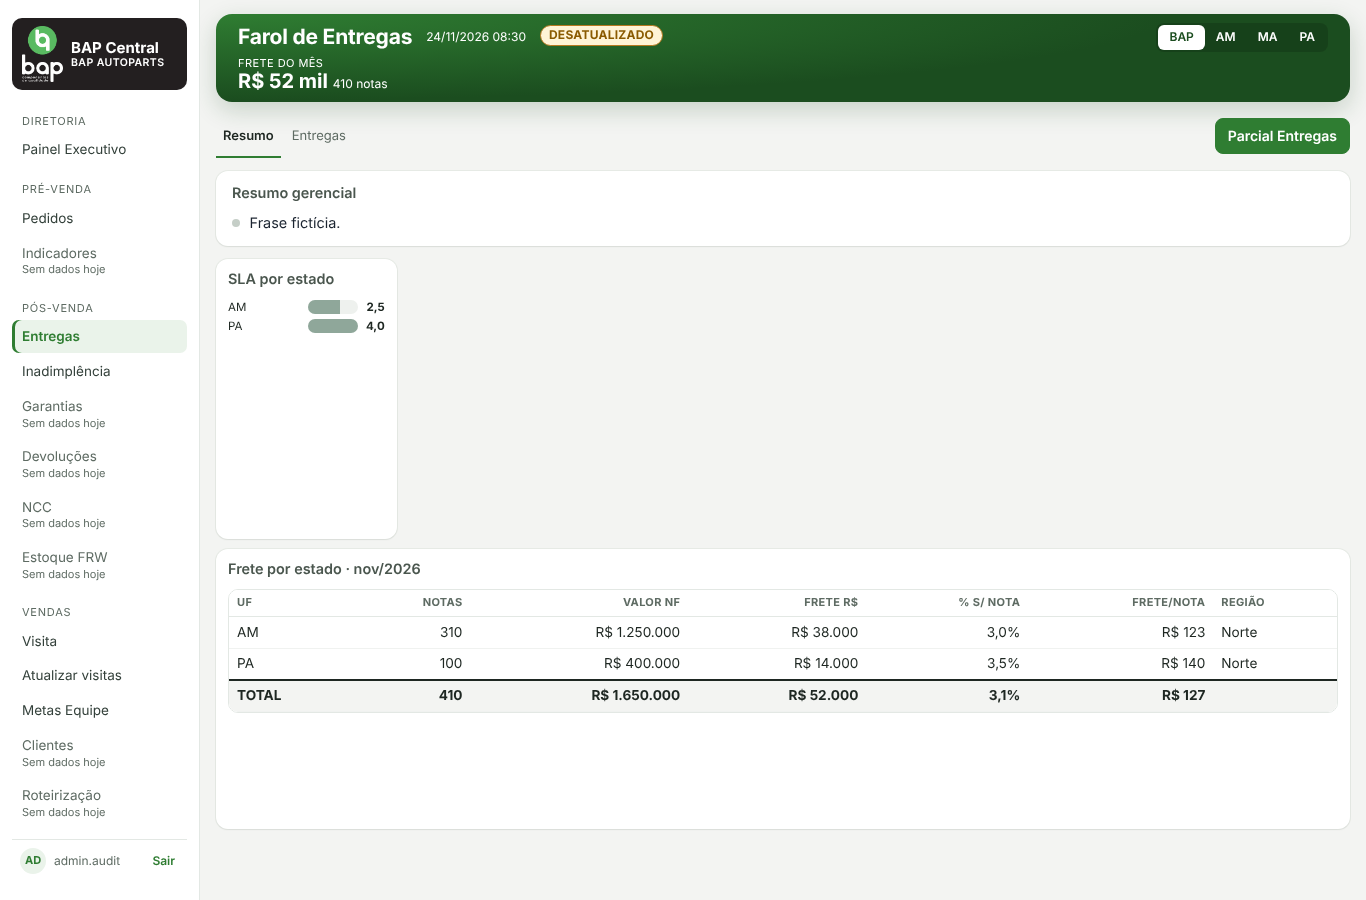 bap
BAP Central
BAP AUTOPARTS
DIRETORIA
Painel Executivo
PRÉ-VENDA
Pedidos
Indicadores
Sem dados hoje
PÓS-VENDA
Entregas
Inadimplência
Garantias
Sem dados hoje
Devoluções
Sem dados hoje
NCC
Sem dados hoje
Estoque FRW
Sem dados hoje
VENDAS
Visita
Atualizar visitas
Metas Equipe
Clientes
Sem dados hoje
Roteirização
Sem dados hoje
AD admin.audit Sair
Farol de Entregas 24/11/2026 08:30 DESATUALIZADO
BAP AM MA PA
FRETE DO MÊS
R$ 52 mil 410 notas
Resumo Entregas
Parcial Entregas
Resumo gerencial
Frase fictícia.
SLA por estado
AM 2,5
PA 4,0
Frete por estado · nov/2026
UF NOTAS VALOR NF FRETE R$ % S/ NOTA FRETE/NOTA REGIÃO
AM 310 R$ 1.250.000 R$ 38.000 3,0% R$ 123 Norte
PA 100 R$ 400.000 R$ 14.000 3,5% R$ 140 Norte
TOTAL 410 R$ 1.650.000 R$ 52.000 3,1% R$ 127